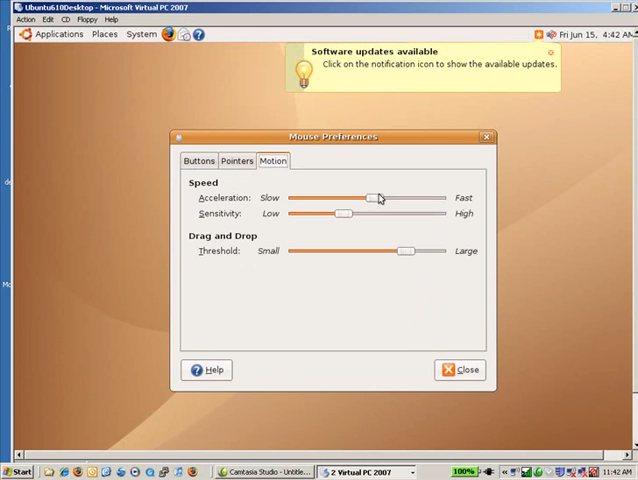 Ubuntu610Desktop - Microsoft Virtual PC 2007
Action Edit CD Floppy Help
Applications Places System Fri Jun 15, 4:42 AM
Software updates available
Click on the notification icon to show the available updates.
Mouse Preferences
Buttons Pointers Motion
Speed
Acceleration: Slow Fast
Sensitivity: Low High
Drag and Drop
Threshold: Small Large
Help Close
Start Camtasia Studio - Untitle... 2 Virtual PC 2007 100% 11:42 AM